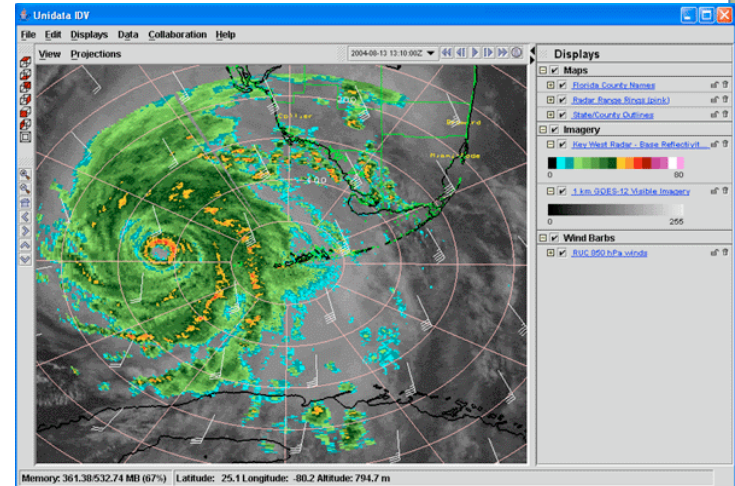 Unidata IDV
File Edit Displays Data Collaboration Help
View Projections
2004-08-13 13:10:00Z
Collier
200
100
Displays
Maps
Florida County Names
Radar Range Rings (pink)
State/County Outlines
Imagery
Key West Radar - Base Reflectivit...
0 80
1 km GOES-12 Visible Imagery
0 255
Wind Barbs
RUC 850 hPa winds
Memory: 361.38/532.74 MB (67%) Latitude: 25.1 Longitude: -80.2 Altitude: 794.7 m